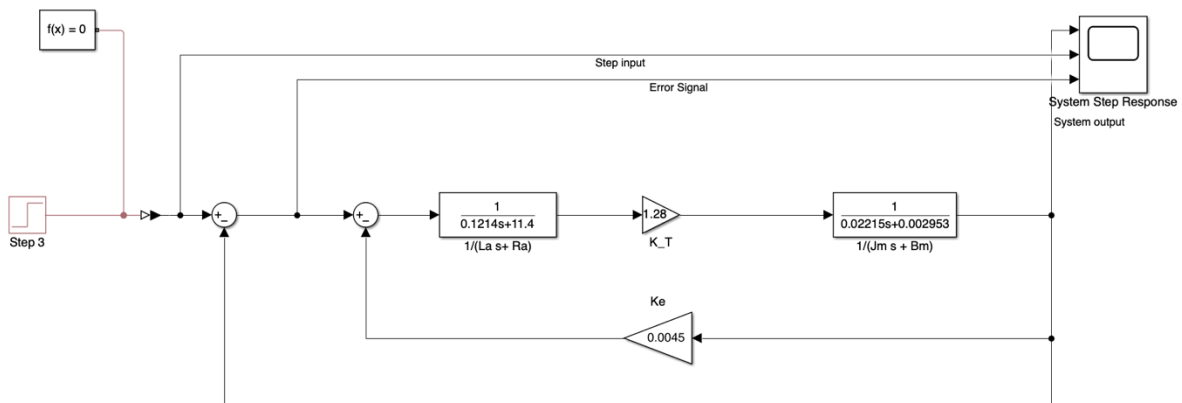 f(x) = 0
Step input
Error Signal
System Step Response
System output
Step 3
+
_
+
_
1
0.1214s+11.4
1/(La s+ Ra)
1.28
K_T
1
0.02215s+0.002953
1/(Jm s + Bm)
Ke
0.0045